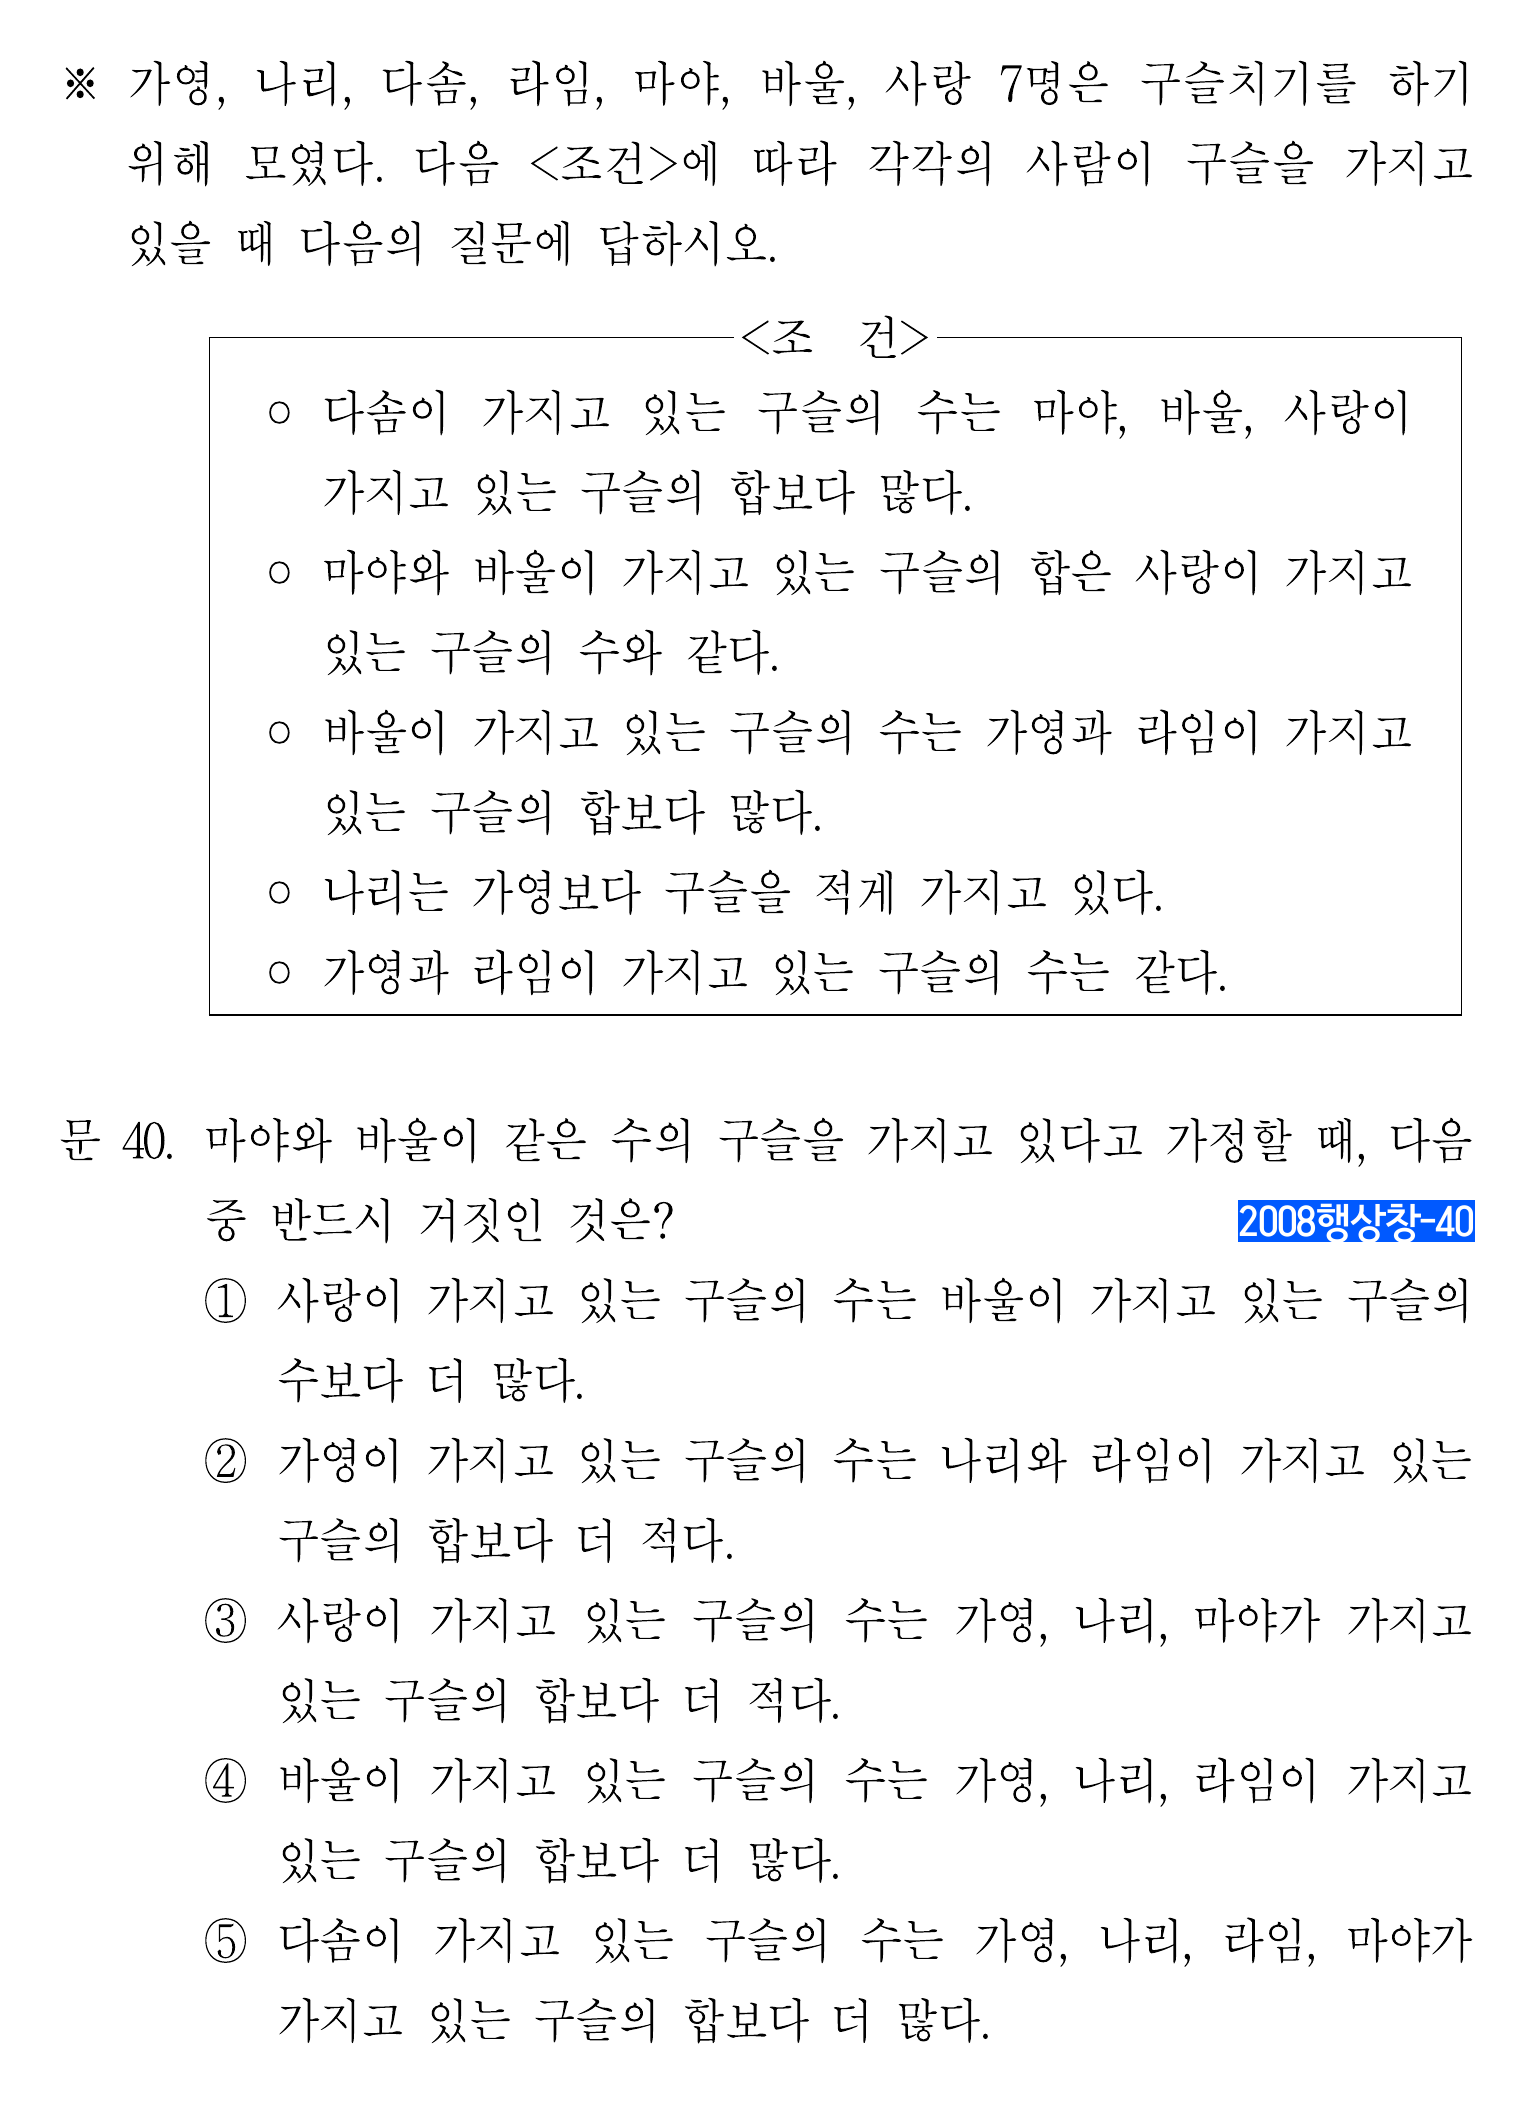 ※ 가영, 나리, 다솜, 라임, 마야, 바울, 사랑 7명은 구슬치기를 하기
위해 모였다. 다음 <조건>에 따라 각각의 사람이 구슬을 가지고
있을 때 다음의 질문에 답하시오.
<조 건>
○ 다솜이 가지고 있는 구슬의 수는 마야, 바울, 사랑이
가지고 있는 구슬의 합보다 많다.
○ 마야와 바울이 가지고 있는 구슬의 합은 사랑이 가지고
있는 구슬의 수와 같다.
○ 바울이 가지고 있는 구슬의 수는 가영과 라임이 가지고
있는 구슬의 합보다 많다.
○ 나리는 가영보다 구슬을 적게 가지고 있다.
○ 가영과 라임이 가지고 있는 구슬의 수는 같다.
문 40. 마야와 바울이 같은 수의 구슬을 가지고 있다고 가정할 때, 다음
중 반드시 거짓인 것은? 2008행상창-40
① 사랑이 가지고 있는 구슬의 수는 바울이 가지고 있는 구슬의
수보다 더 많다.
② 가영이 가지고 있는 구슬의 수는 나리와 라임이 가지고 있는
구슬의 합보다 더 적다.
③ 사랑이 가지고 있는 구슬의 수는 가영, 나리, 마야가 가지고
있는 구슬의 합보다 더 적다.
④ 바울이 가지고 있는 구슬의 수는 가영, 나리, 라임이 가지고
있는 구슬의 합보다 더 많다.
⑤ 다솜이 가지고 있는 구슬의 수는 가영, 나리, 라임, 마야가
가지고 있는 구슬의 합보다 더 많다.